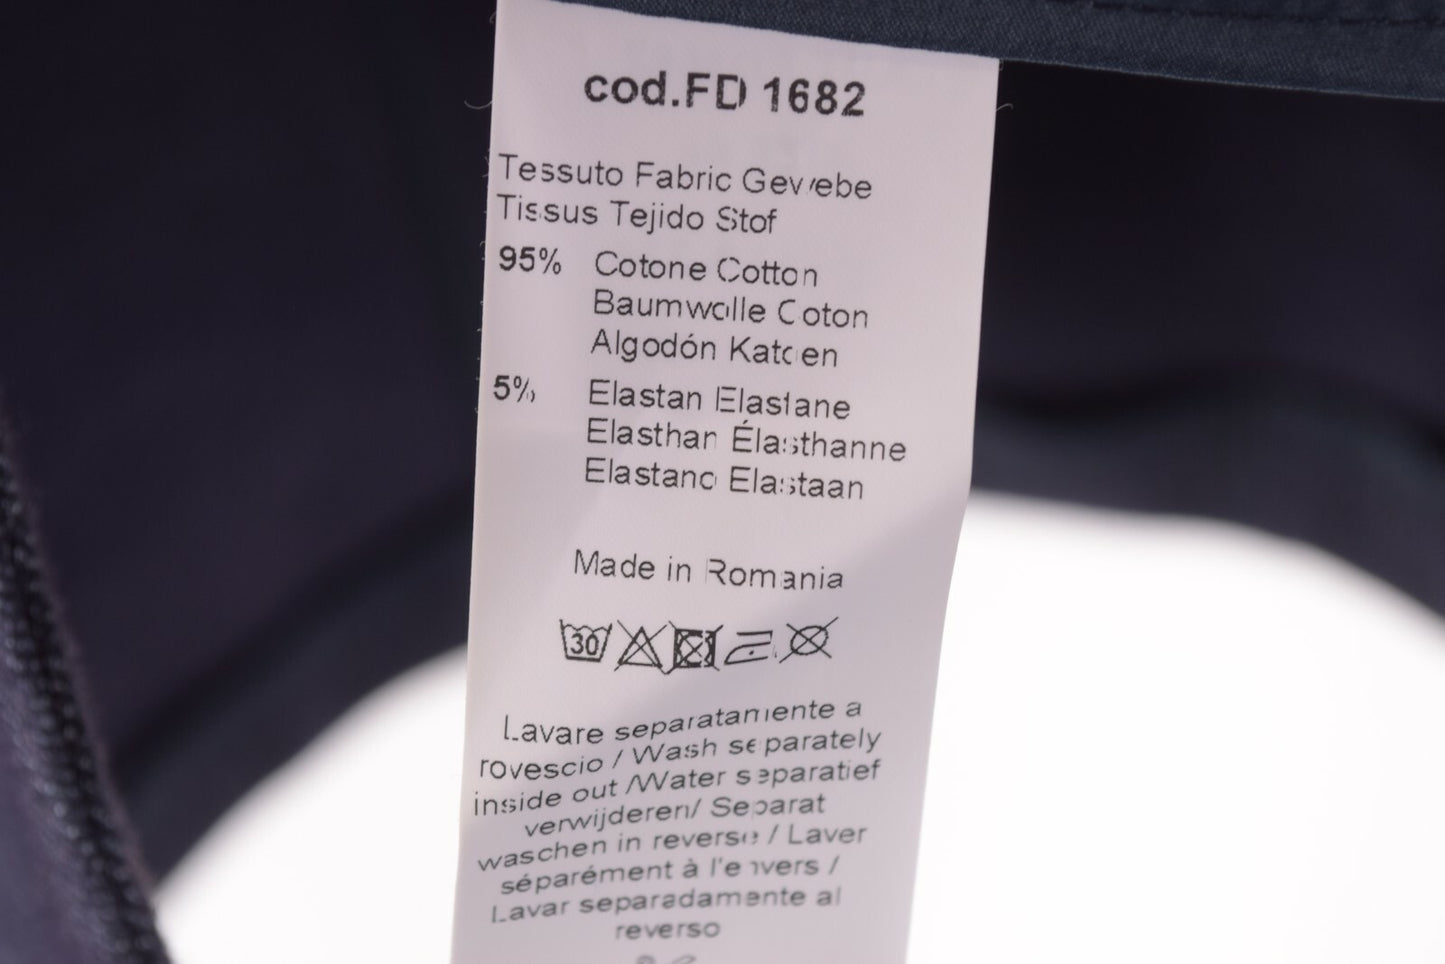 cod.FD 1682
Tessuto Fabric Gewebe
Tissus Tejido Stof
95% Cotone Cotton
Baumwolle Coton
Algodón Katoen
5% Elastan Elastane
Elasthan Élasthanne
Elastano Elastaan
Made in Romania
30
Lavare separatamente a
rovescio / Wash separately
inside out /Water separatief
verwijderen/ Separat
waschen in reverse / Laver
séparément à l'envers /
Lavar separadamente al
reverso